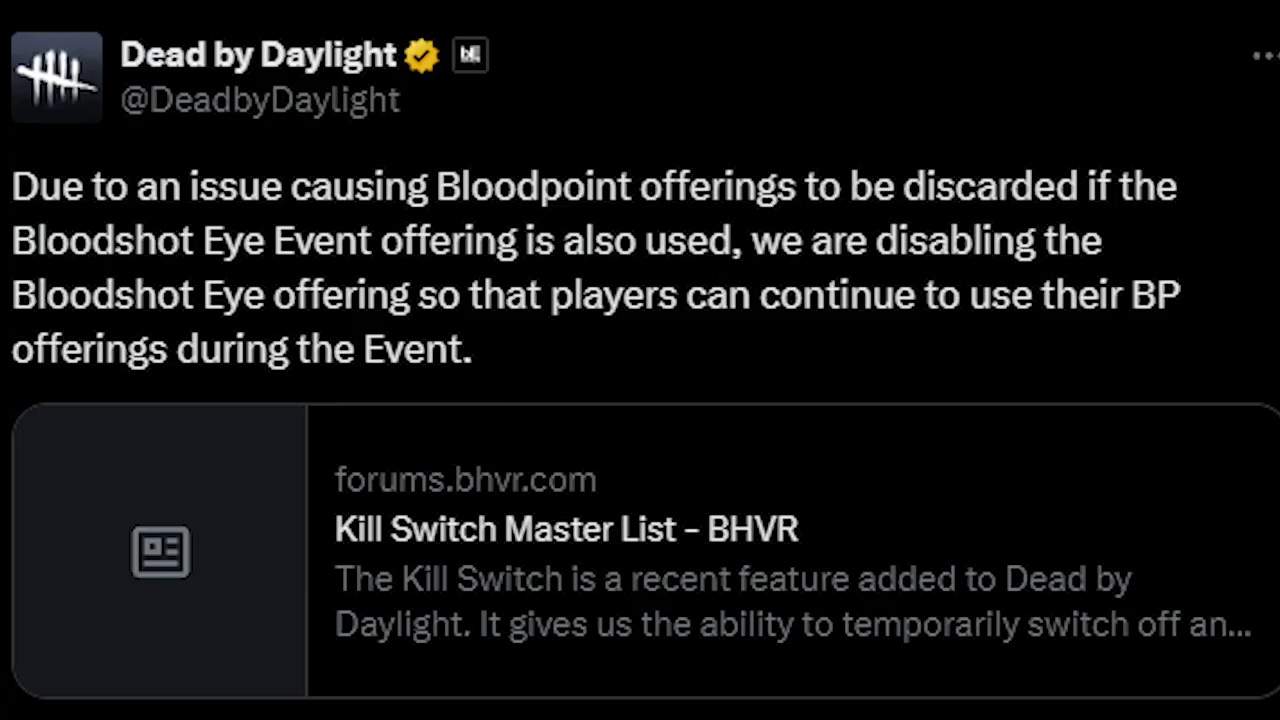 Dead by Daylight
@DeadbyDaylight
Due to an issue causing Bloodpoint offerings to be discarded if the
Bloodshot Eye Event offering is also used, we are disabling the
Bloodshot Eye offering so that players can continue to use their BP
offerings during the Event.
forums.bhvr.com
Kill Switch Master List – BHVR
The Kill Switch is a recent feature added to Dead by
Daylight. It gives us the ability to temporarily switch off an...